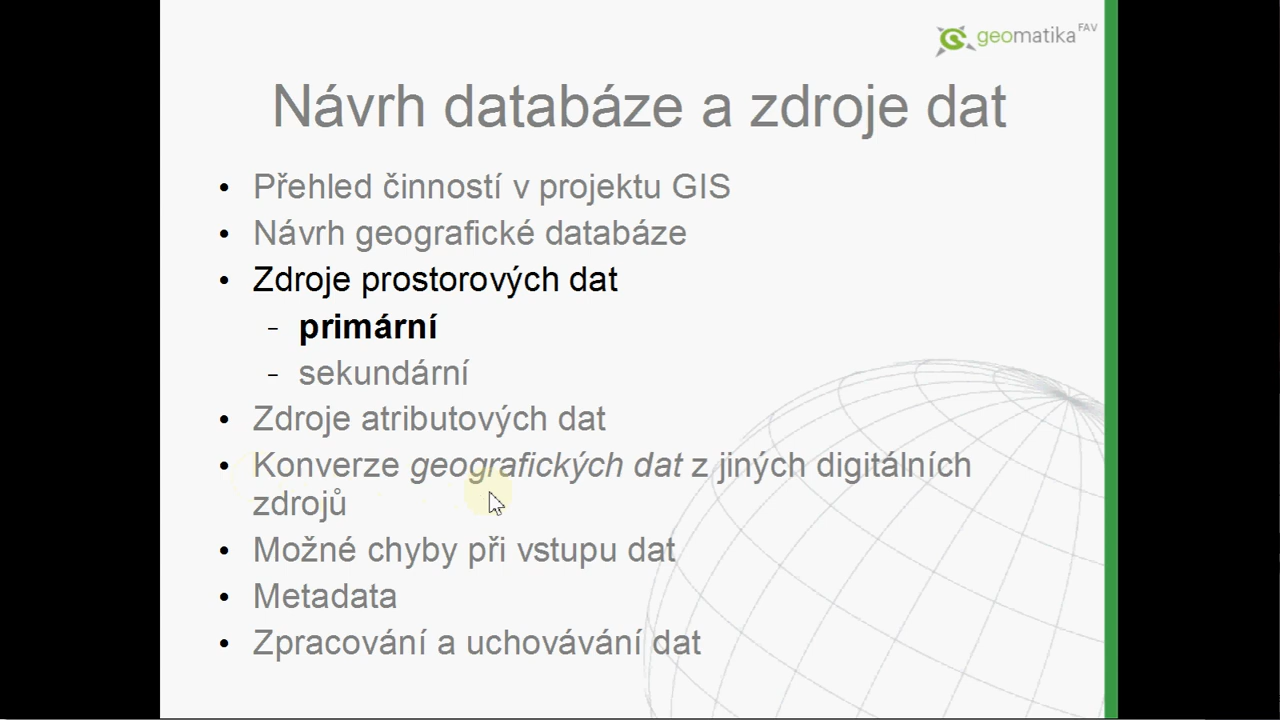 geomatika FAV
Návrh databáze a zdroje dat
• Přehled činností v projektu GIS
• Návrh geografické databáze
• Zdroje prostorových dat
– primární
– sekundární
• Zdroje atributových dat
• Konverze geografických dat z jiných digitálních
zdrojů
• Možné chyby při vstupu dat
• Metadata
• Zpracování a uchovávání dat